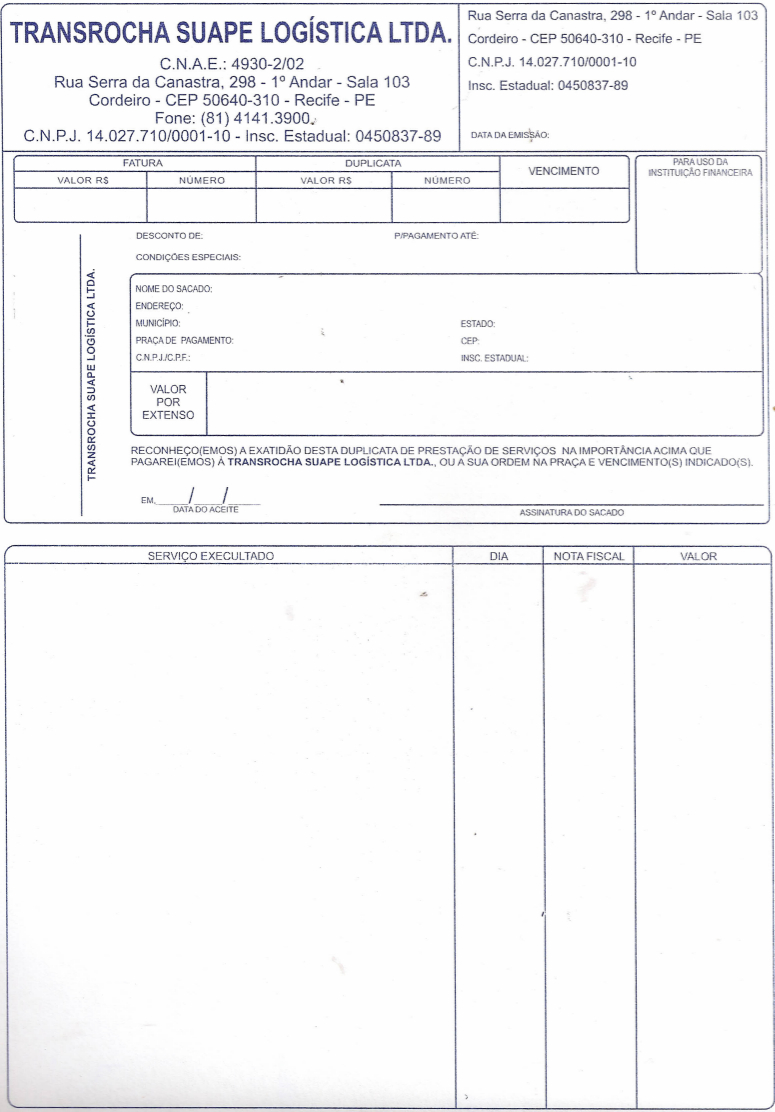 TRANSROCHA SUAPE LOGÍSTICA LTDA.
C.N.A.E.: 4930-2/02
Rua Serra da Canastra, 298 - 1º Andar - Sala 103
Cordeiro - CEP 50640-310 - Recife - PE
Fone: (81) 4141.3900.
C.N.P.J. 14.027.710/0001-10 - Insc. Estadual: 0450837-89
Rua Serra da Canastra, 298 - 1º Andar - Sala 103
Cordeiro - CEP 50640-310 - Recife - PE
C.N.P.J. 14.027.710/0001-10
Insc. Estadual: 0450837-89
DATA DA EMISSÃO:
FATURA DUPLICATA VENCIMENTO
VALOR R$ NÚMERO VALOR R$ NÚMERO
PARA USO DA
INSTITUIÇÃO FINANCEIRA
DESCONTO DE: P/PAGAMENTO ATÉ:
CONDIÇÕES ESPECIAIS:
TRANSROCHA SUAPE LOGÍSTICA LTDA.
NOME DO SACADO:
ENDEREÇO:
MUNICÍPIO: ESTADO:
PRAÇA DE PAGAMENTO: CEP:
C.N.P.J./C.P.F.: INSC. ESTADUAL:
VALOR
POR
EXTENSO
RECONHEÇO(EMOS) A EXATIDÃO DESTA DUPLICATA DE PRESTAÇÃO DE SERVIÇOS NA IMPORTÂNCIA ACIMA QUE
PAGAREI(EMOS) À TRANSROCHA SUAPE LOGÍSTICA LTDA., OU A SUA ORDEM NA PRAÇA E VENCIMENTO(S) INDICADO(S).
EM,_____/_____/_____
DATA DO ACEITE
ASSINATURA DO SACADO
SERVIÇO EXECULTADO DIA NOTA FISCAL VALOR